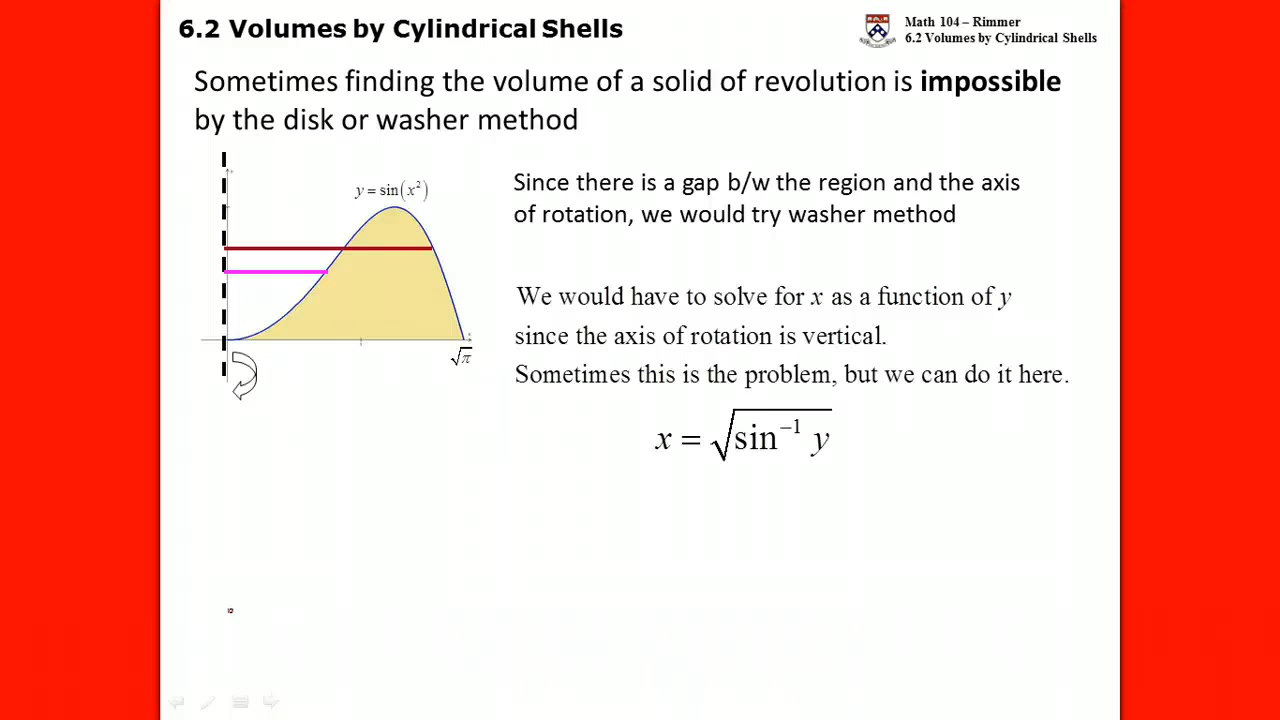 6.2 Volumes by Cylindrical Shells
Math 104 – Rimmer
6.2 Volumes by Cylindrical Shells
Sometimes finding the volume of a solid of revolution is impossible
by the disk or washer method
y = sin(x²)
√π
Since there is a gap b/w the region and the axis
of rotation, we would try washer method
We would have to solve for x as a function of y
since the axis of rotation is vertical.
Sometimes this is the problem, but we can do it here.
x = √(sin⁻¹ y)